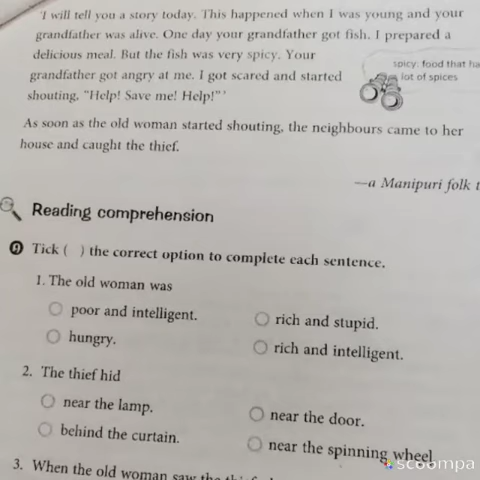 'I will tell you a story today. This happened when I was young and your
grandfather was alive. One day your grandfather got fish. I prepared a
delicious meal. But the fish was very spicy. Your
grandfather got angry at me. I got scared and started
shouting, "Help! Save me! Help!"'
spicy: food that ha
lot of spices
As soon as the old woman started shouting, the neighbours came to her
house and caught the thief.
—a Manipuri folk t
Reading comprehension
Tick ( ) the correct option to complete each sentence.
1. The old woman was
poor and intelligent.
rich and stupid.
hungry.
rich and intelligent.
2. The thief hid
near the lamp.
near the door.
behind the curtain.
near the spinning wheel
3. When the old woman saw the
scoompa